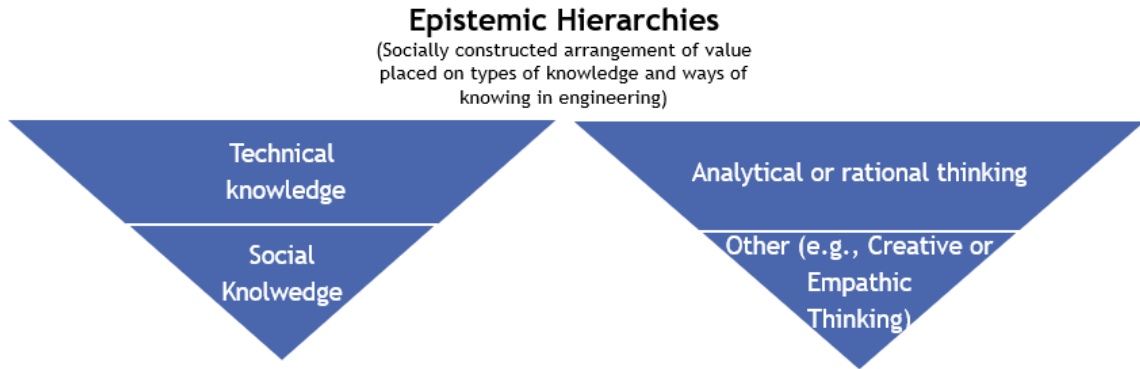 Epistemic Hierarchies
(Socially constructed arrangement of value
placed on types of knowledge and ways of
knowing in engineering)
Technical
knowledge
Social
Knolwedge
Analytical or rational thinking
Other (e.g., Creative or
Empathic
Thinking)